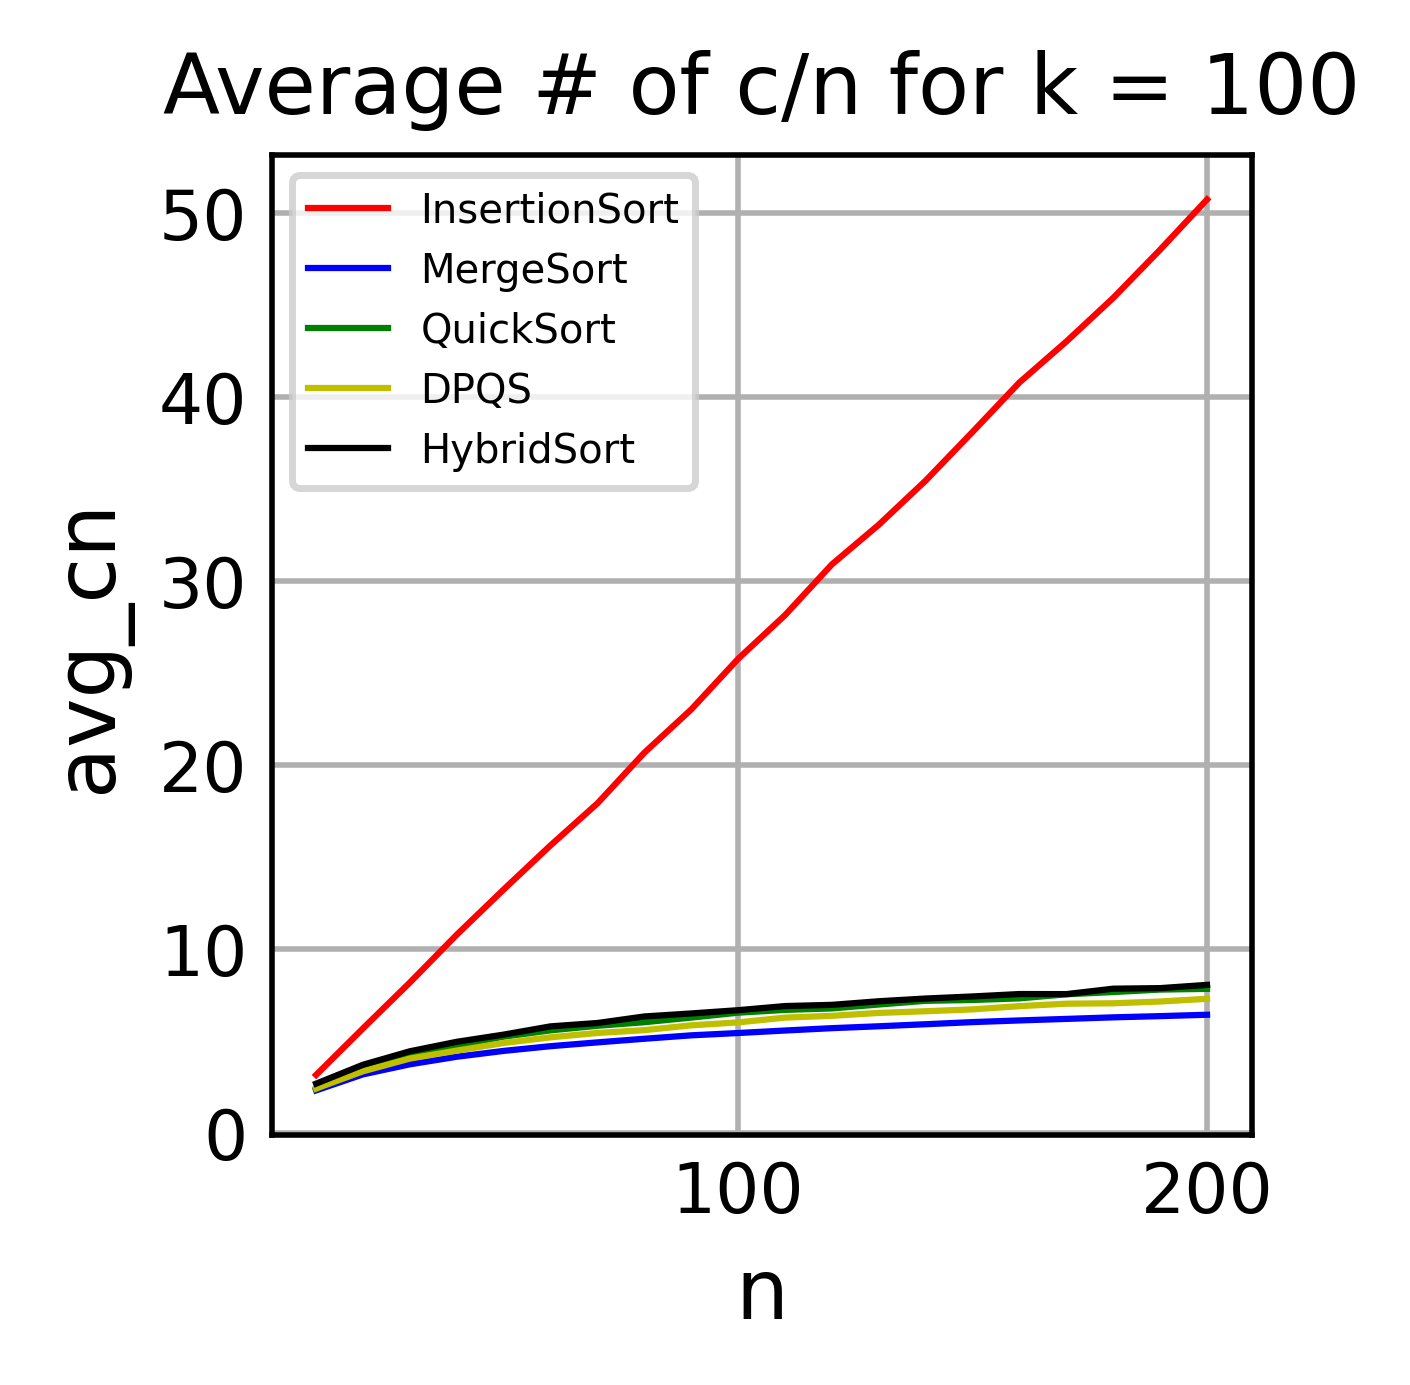 Average # of c/n for k = 100
InsertionSort
MergeSort
QuickSort
DPQS
HybridSort
avg_cn
50
40
30
20
10
0
100 200
n